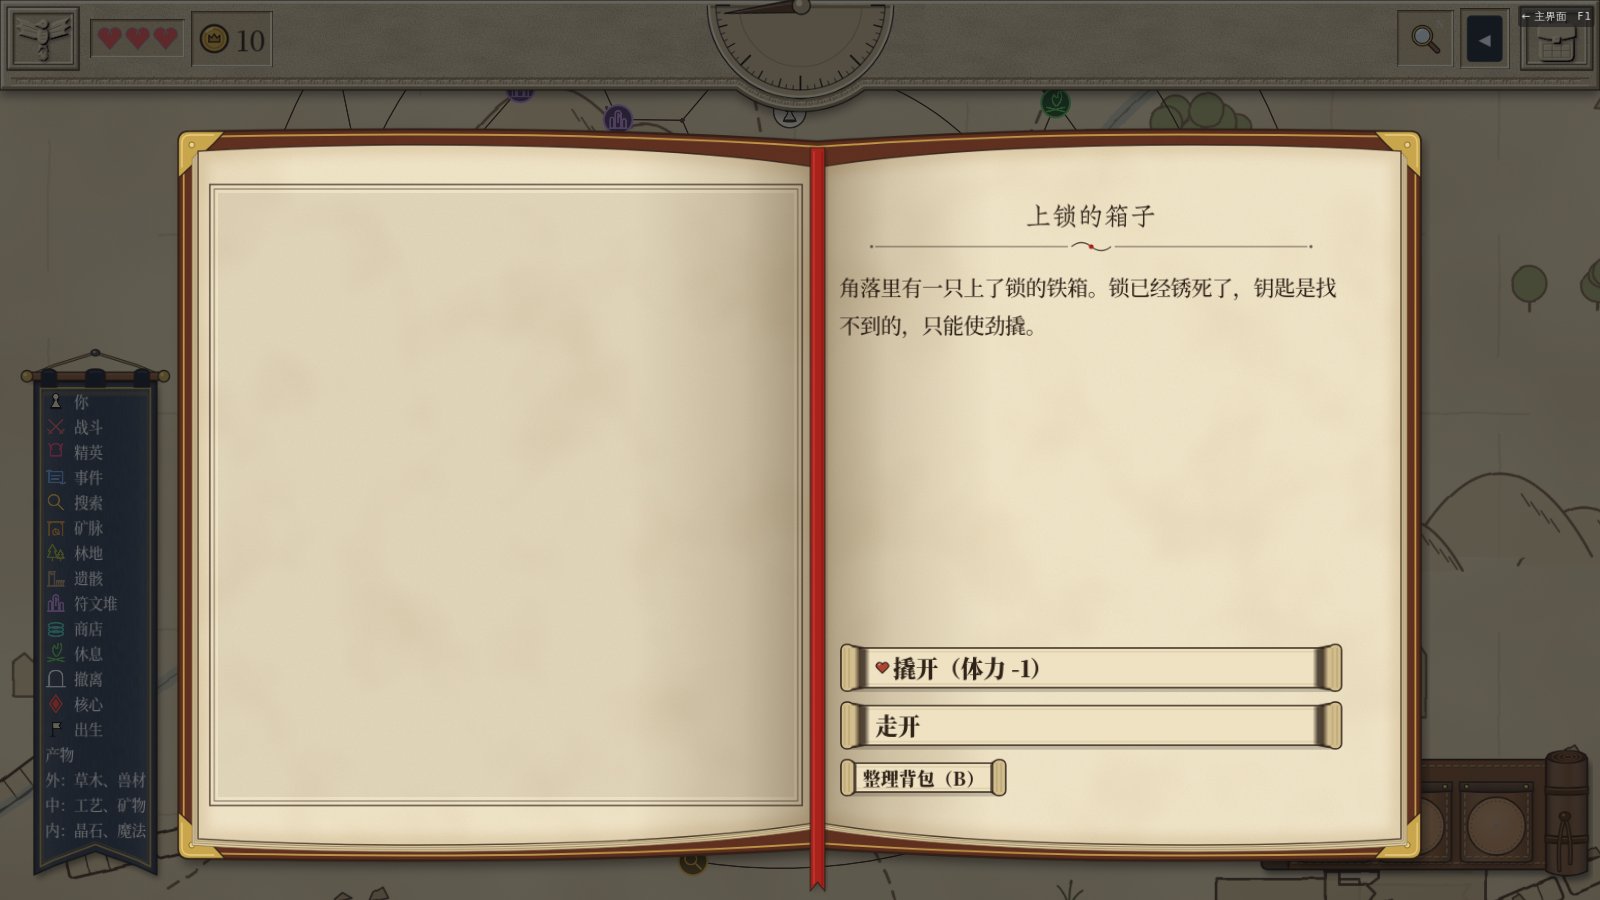 10
← 主界面 F1
上锁的箱子
角落里有一只上了锁的铁箱。锁已经锈死了，钥匙是找
不到的，只能使劲撬。
撬开（体力 -1）
走开
整理背包（B）
你
战斗
精英
事件
搜索
矿脉
林地
遗骸
符文堆
商店
休息
撤离
核心
出生
产物
外：草木、兽材
中：工艺、矿物
内：晶石、魔法